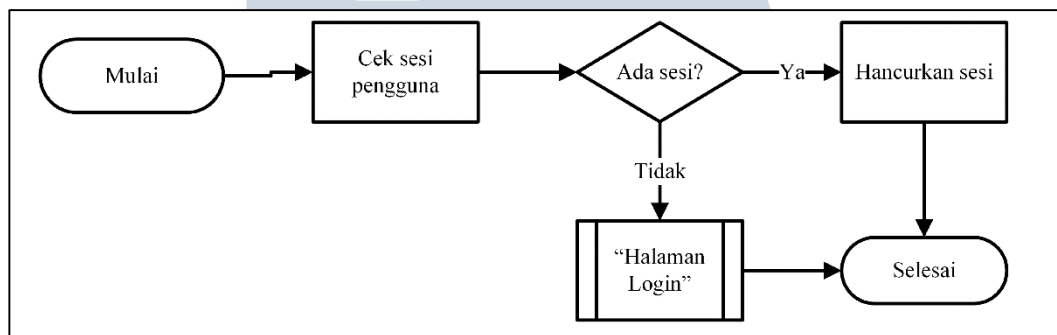 Mulai
Cek sesi
pengguna
Ada sesi?
Ya
Hancurkan sesi
Tidak
“Halaman
Login”
Selesai